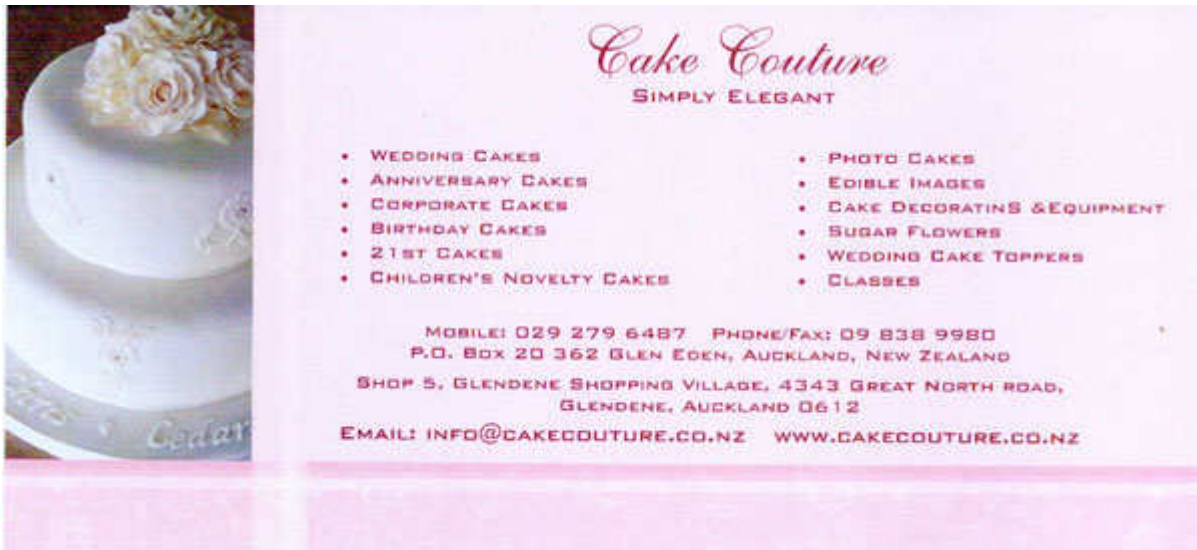 Cake Couture
SIMPLY ELEGANT
• WEDDING CAKES
• ANNIVERSARY CAKES
• CORPORATE CAKES
• BIRTHDAY CAKES
• 21ST CAKES
• CHILDREN'S NOVELTY CAKES
• PHOTO CAKES
• EDIBLE IMAGES
• CAKE DECORATINS &EQUIPMENT
• SUGAR FLOWERS
• WEDDING CAKE TOPPERS
• CLASSES
MOBILE: 029 279 6487 PHONE/FAX: 09 838 9980
P.O. BOX 20 362 GLEN EDEN, AUCKLAND, NEW ZEALAND
SHOP 5, GLENDENE SHOPPING VILLAGE, 4343 GREAT NORTH ROAD,
GLENDENE, AUCKLAND 0612
EMAIL: INFO@CAKECOUTURE.CO.NZ WWW.CAKECOUTURE.CO.NZ
Cedar